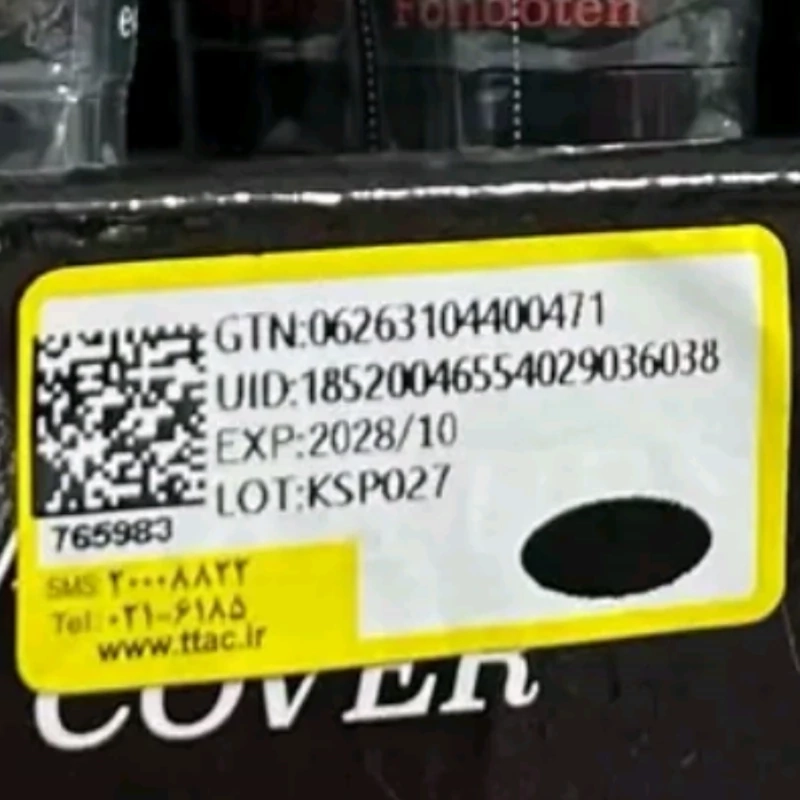 Fonboten
GTN:06263104400471
UID:18520046554029036038
EXP:2028/10
LOT:KSP027
765983
SMS: ۲۰۰۰۸۸۲۲
Tel: ۰۲۱-۶۱۸۵
www.ttac.ir
COVER